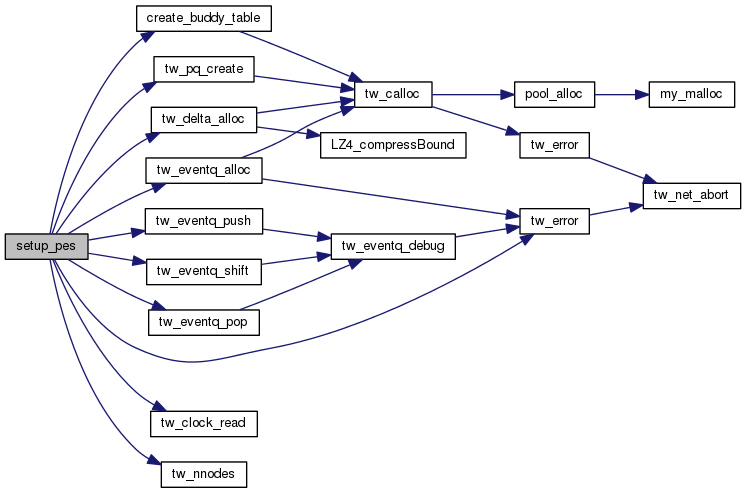 create_buddy_table
tw_pq_create
tw_calloc
pool_alloc
my_malloc
tw_delta_alloc
LZ4_compressBound
tw_error
tw_eventq_alloc
tw_net_abort
tw_eventq_push
tw_error
setup_pes
tw_eventq_debug
tw_eventq_shift
tw_eventq_pop
tw_clock_read
tw_nnodes